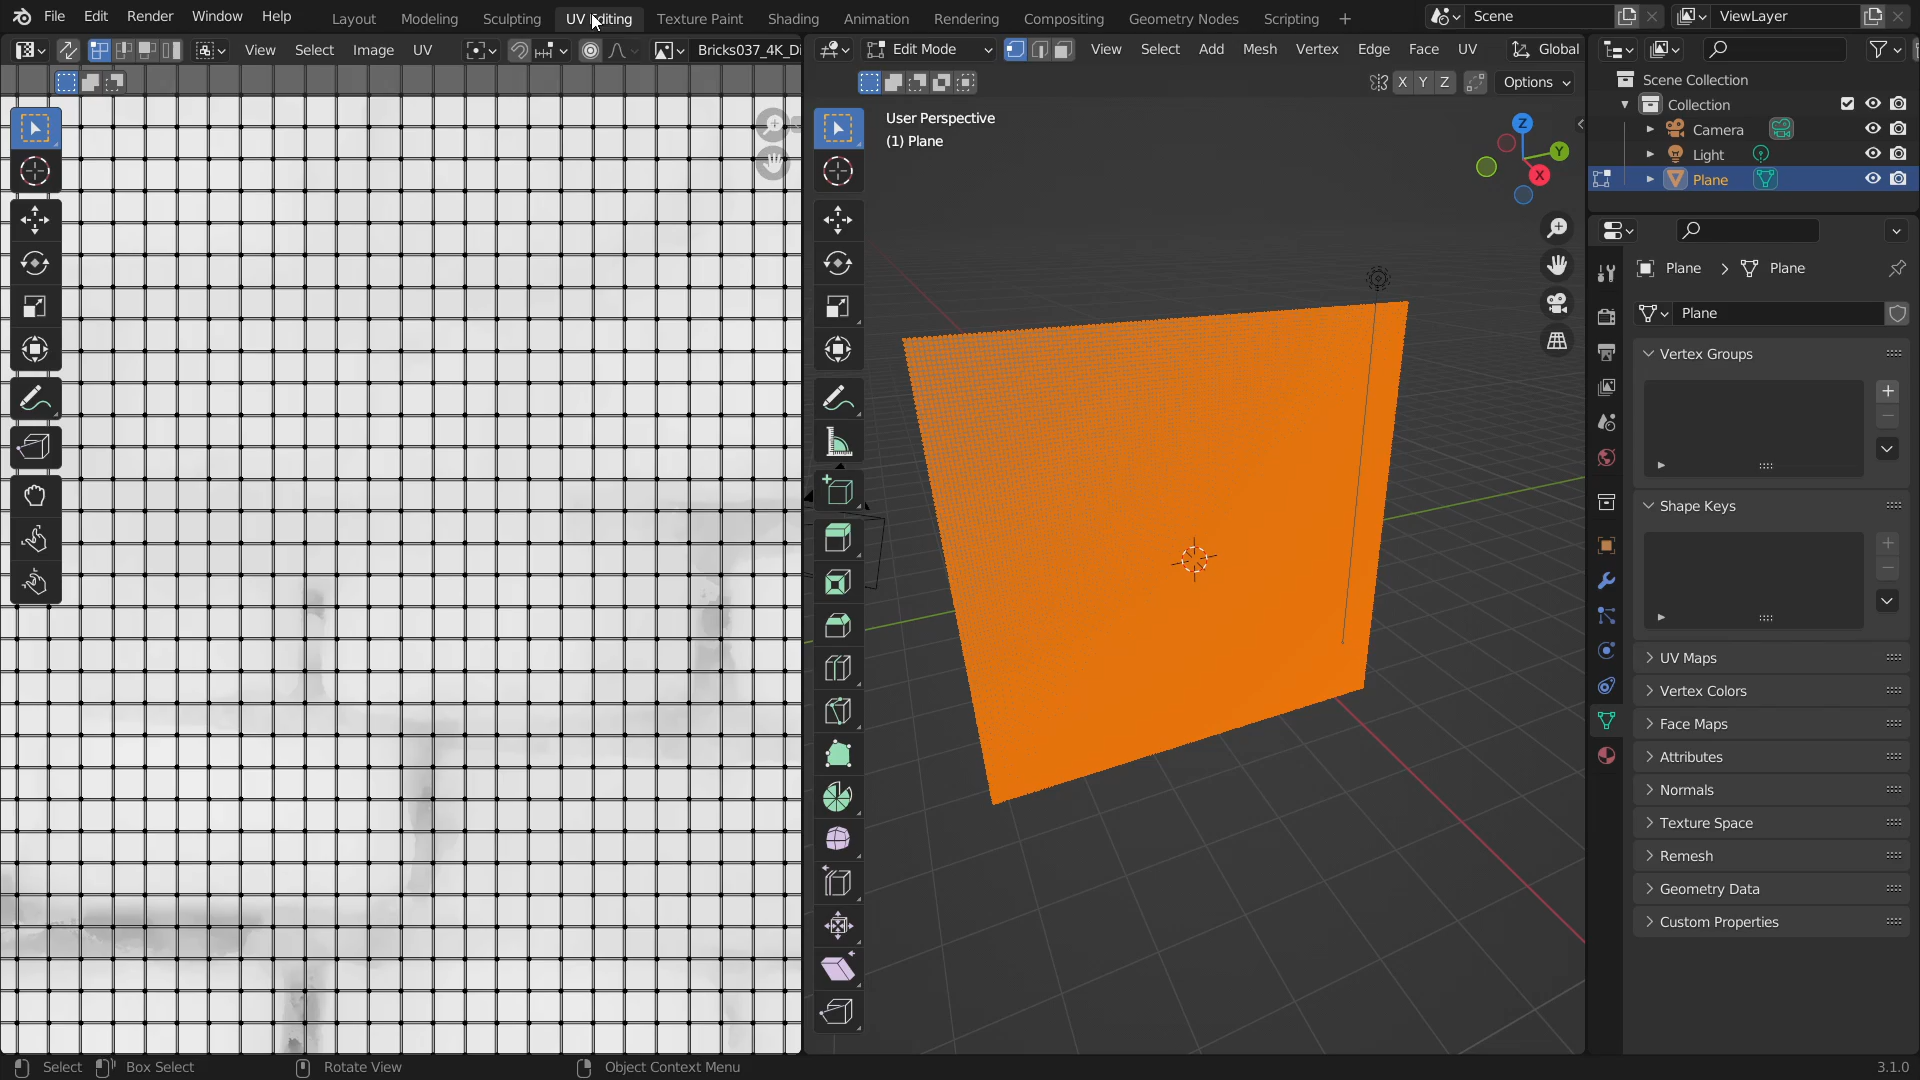 File Edit Render Window Help Layout Modeling Sculpting UV Editing Texture Paint Shading Animation Rendering Compositing Geometry Nodes Scripting + Scene ViewLayer
View Select Image UV Bricks037_4K_Di Edit Mode View Select Add Mesh Vertex Edge Face UV Global
X Y Z Options
Scene Collection
Collection
Camera
Light
Plane
User Perspective
(1) Plane
Z
Y
X
Plane > Plane
Plane
Vertex Groups
Shape Keys
UV Maps
Vertex Colors
Face Maps
Attributes
Normals
Texture Space
Remesh
Geometry Data
Custom Properties
Select Box Select Rotate View Object Context Menu 3.1.0